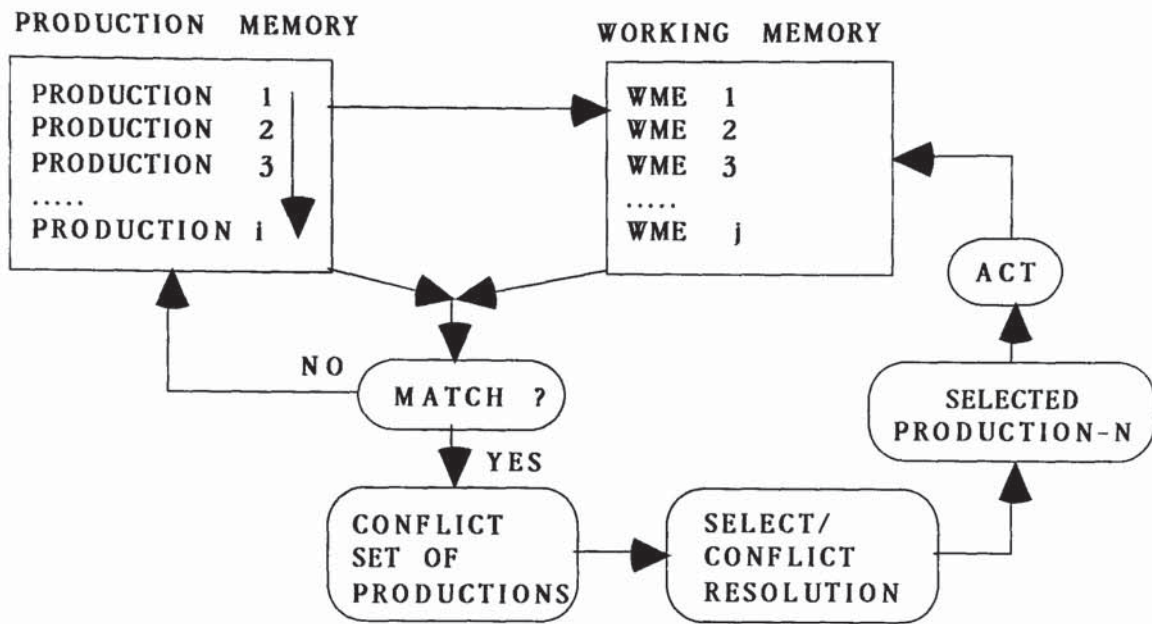 PRODUCTION MEMORY
PRODUCTION 1
PRODUCTION 2
PRODUCTION 3
.....
PRODUCTION i
WORKING MEMORY
WME 1
WME 2
WME 3
.....
WME j
ACT
NO
MATCH ?
SELECTED
PRODUCTION-N
YES
CONFLICT
SET OF
PRODUCTIONS
SELECT/
CONFLICT
RESOLUTION